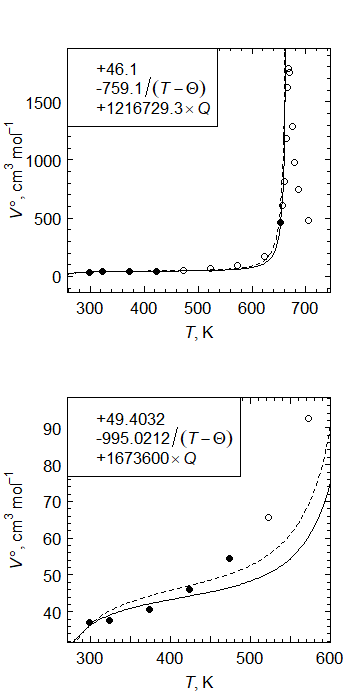 +46.1
-759.1/(T−Θ)
+1216729.3×Q
1500
1000
500
0
V°, cm³ mol⁻¹
300 400 500 600 700
T, K
+49.4032
-995.0212/(T−Θ)
+1673600×Q
90
80
70
60
50
40
V°, cm³ mol⁻¹
300 400 500 600
T, K